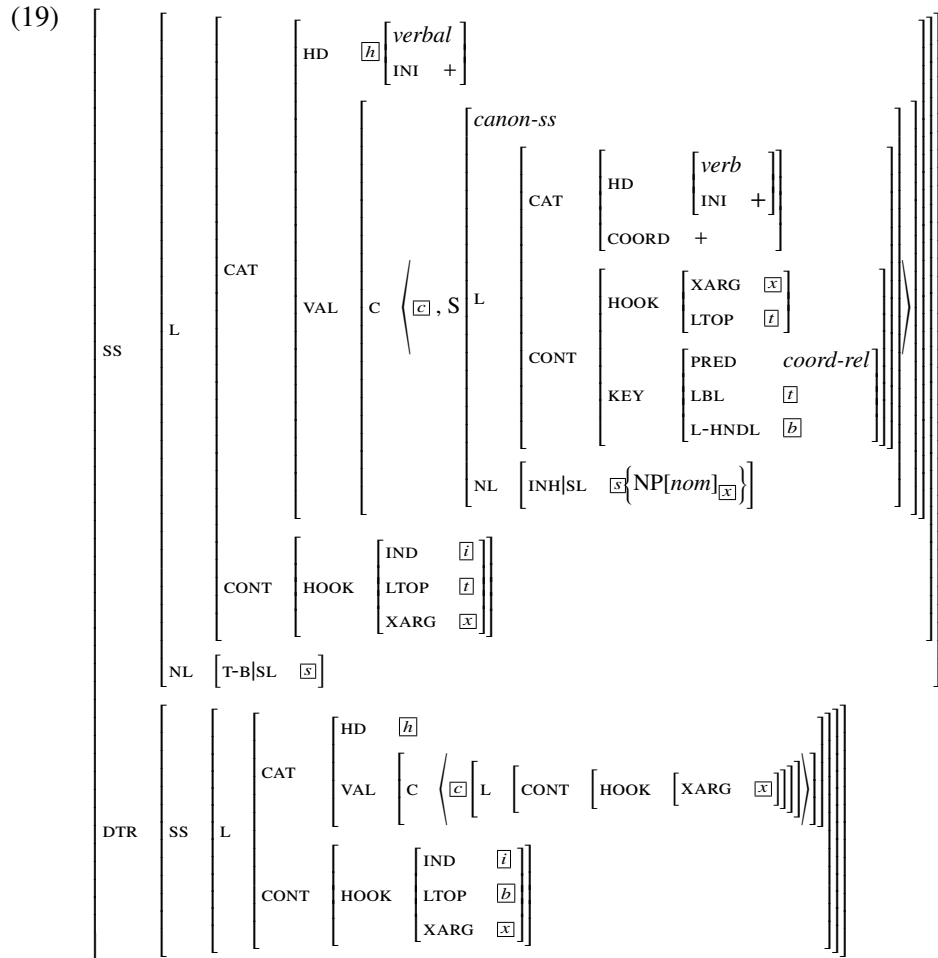 (19)
HD h verbal
INI +
canon-ss
verb
HD
INI +
CAT
COORD +
CAT
XARG x
HOOK
LTOP t
VAL C ⟨ c , S L
L
SS
PRED coord-rel
CONT
KEY LBL t
L-HNDL b
NL INH|SL s {NP[nom]x}
IND i
CONT HOOK LTOP t
XARG x
NL T-B|SL s
HD h
CAT
VAL C ⟨ c L CONT HOOK XARG x ⟩
DTR SS L
IND i
CONT HOOK LTOP b
XARG x